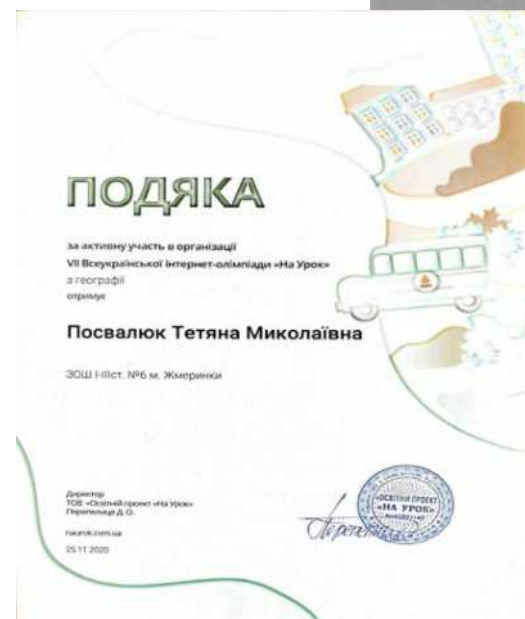 ПОДЯКА
за активну участь в організації
VII Всеукраїнської інтернет-олімпіади «На Урок»
з географії
отримує
Посвалюк Тетяна Миколаївна
ЗОШ І-ІІІст. №6 м. Жмеринки
Директор
ТОВ «Освітній проект «На Урок»
Перепелиця Д. О.
naurok.com.ua
25.11.2020
«ОСВІТНІЙ ПРОЕКТ
«НА УРОК»